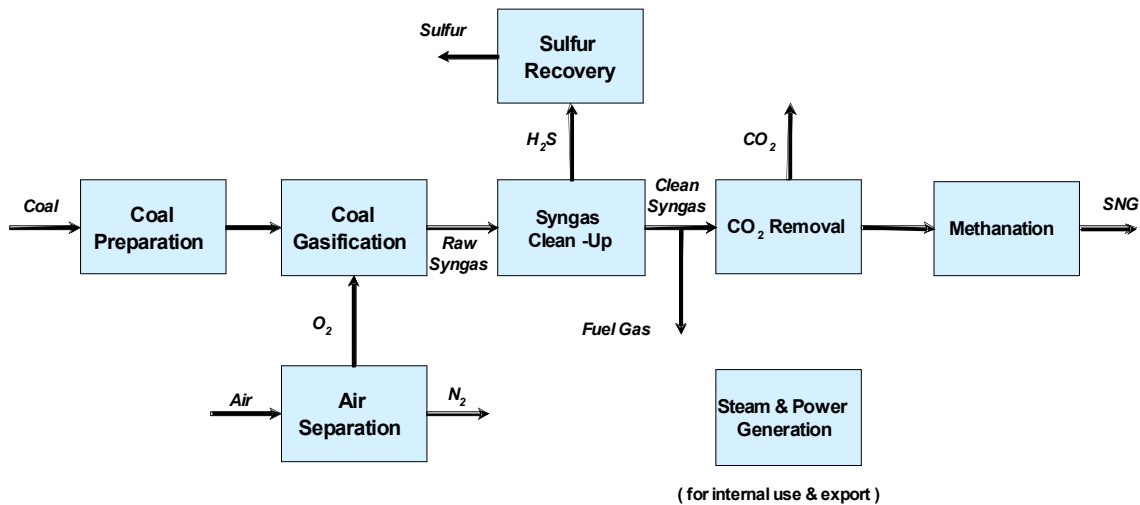 Sulfur
Sulfur
Recovery
H₂S
CO₂
Coal
Coal
Preparation
Coal
Gasification
Raw
Syngas
Syngas
Clean -Up
Clean
Syngas
CO₂ Removal
Methanation
SNG
O₂
Fuel Gas
Air
Air
Separation
N₂
Steam & Power
Generation
( for internal use & export )